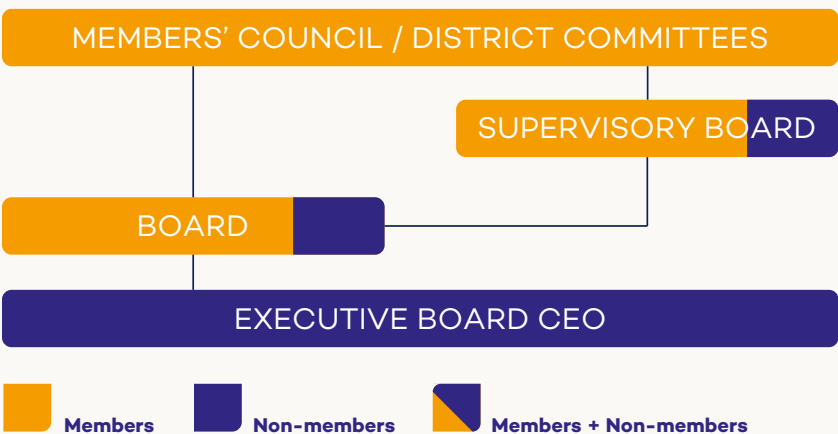 MEMBERS’ COUNCIL / DISTRICT COMMITTEES
SUPERVISORY BOARD
BOARD
EXECUTIVE BOARD CEO
Members
Non-members
Members + Non-members